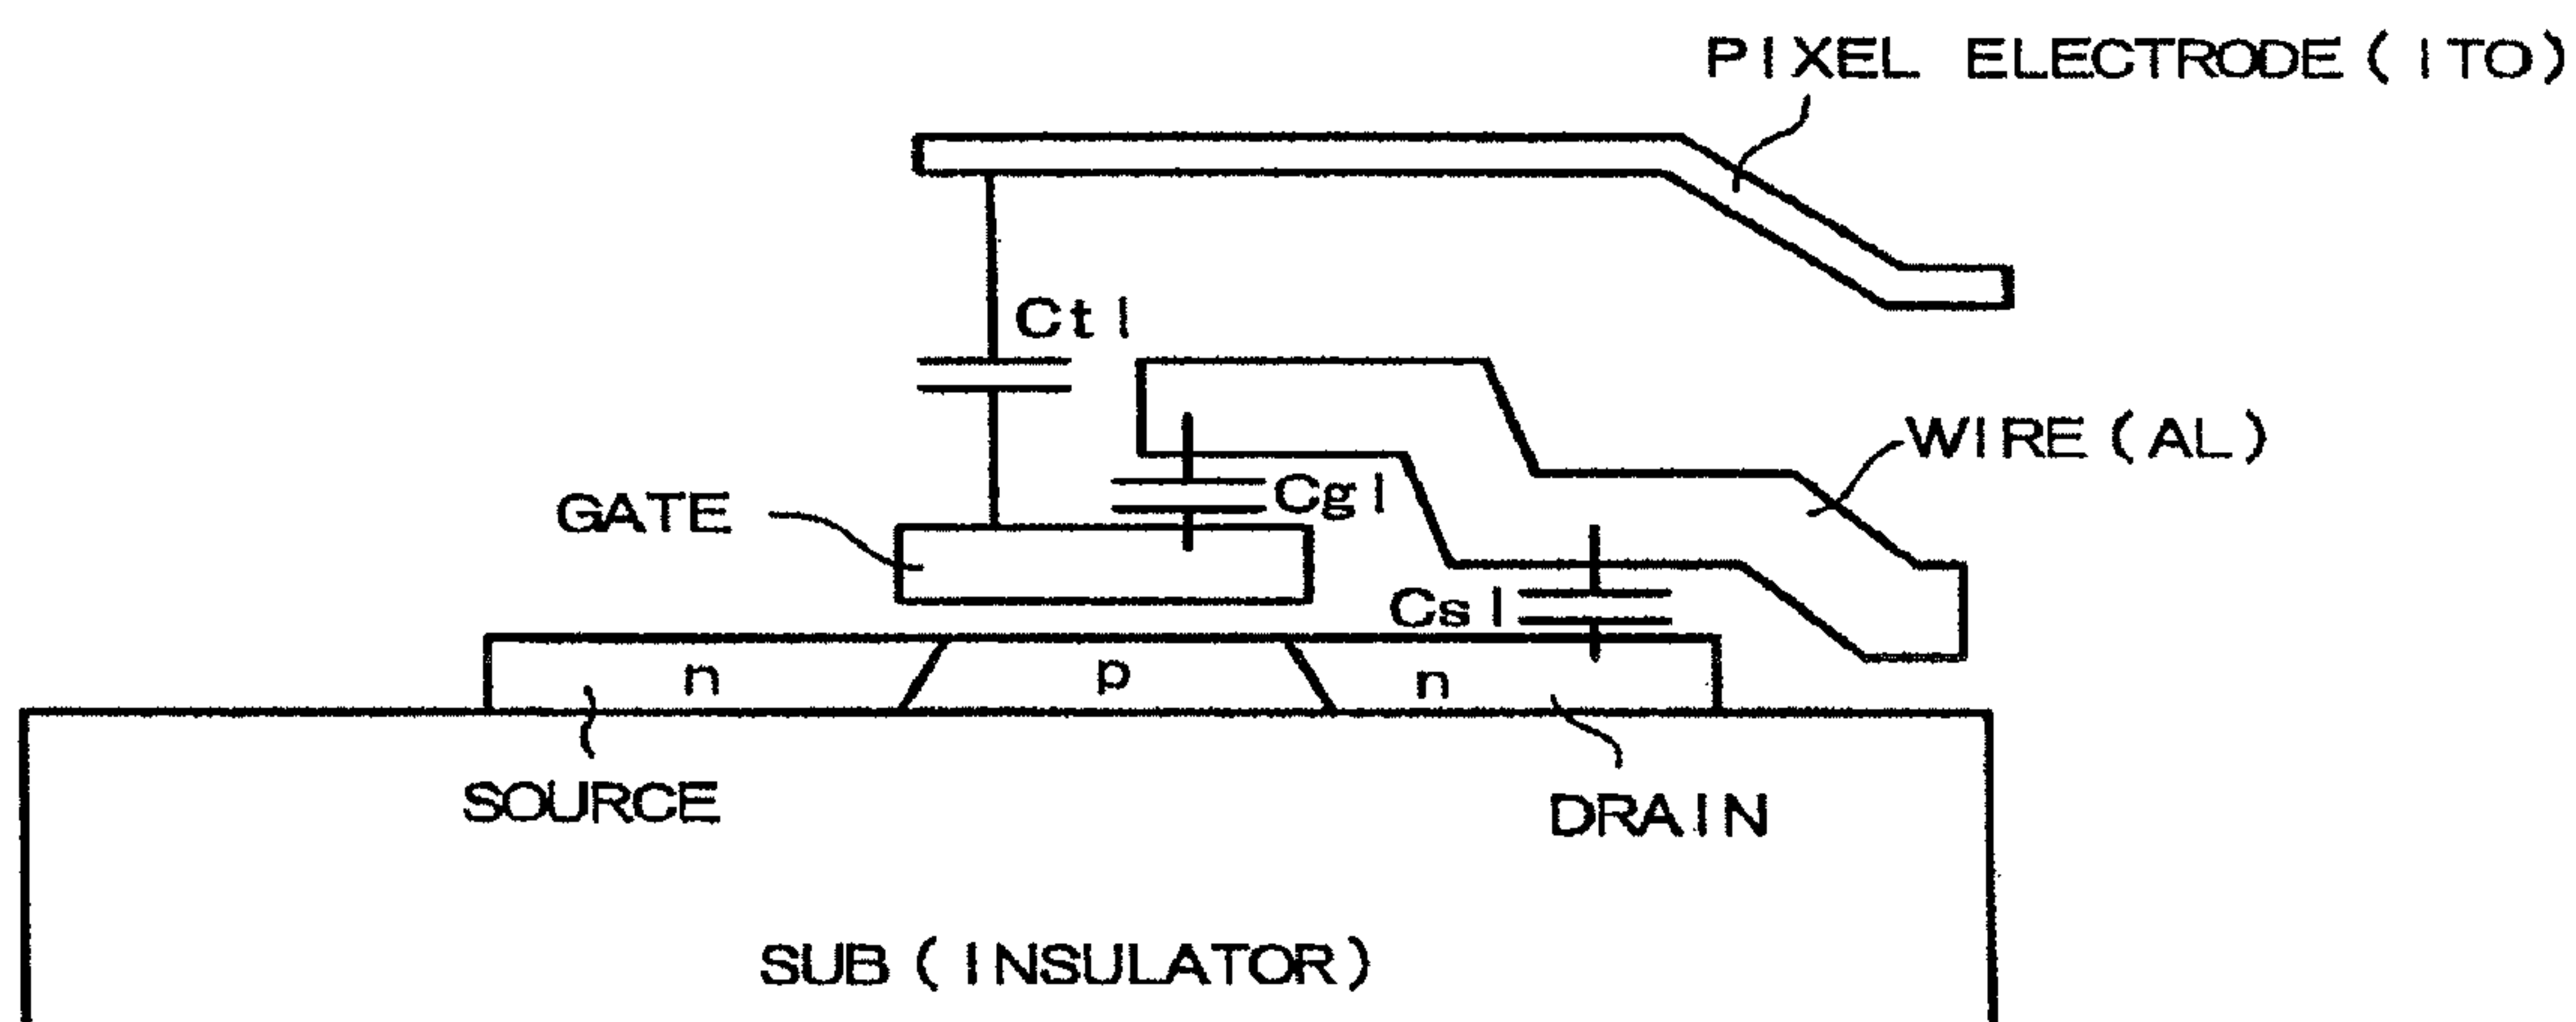 PIXEL ELECTRODE (ITO)
Ctl
WIRE (AL)
GATE
Cgl
Csl
n
p
n
SOURCE
DRAIN
SUB (INSULATOR)